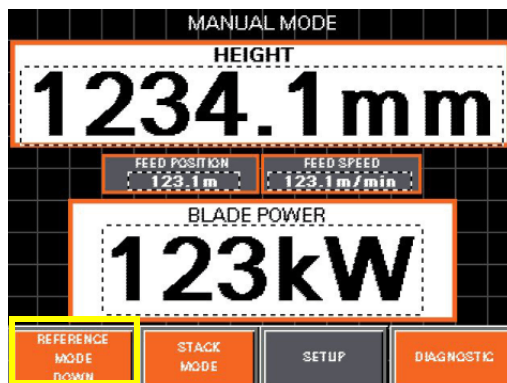 MANUAL MODE
HEIGHT
1234.1mm
FEED POSITION
123.1m
FEED SPEED
123.1m/min
BLADE POWER
123kW
REFERENCE
MODE
DOWN
STACK
MODE
SETUP
DIAGNOSTIC